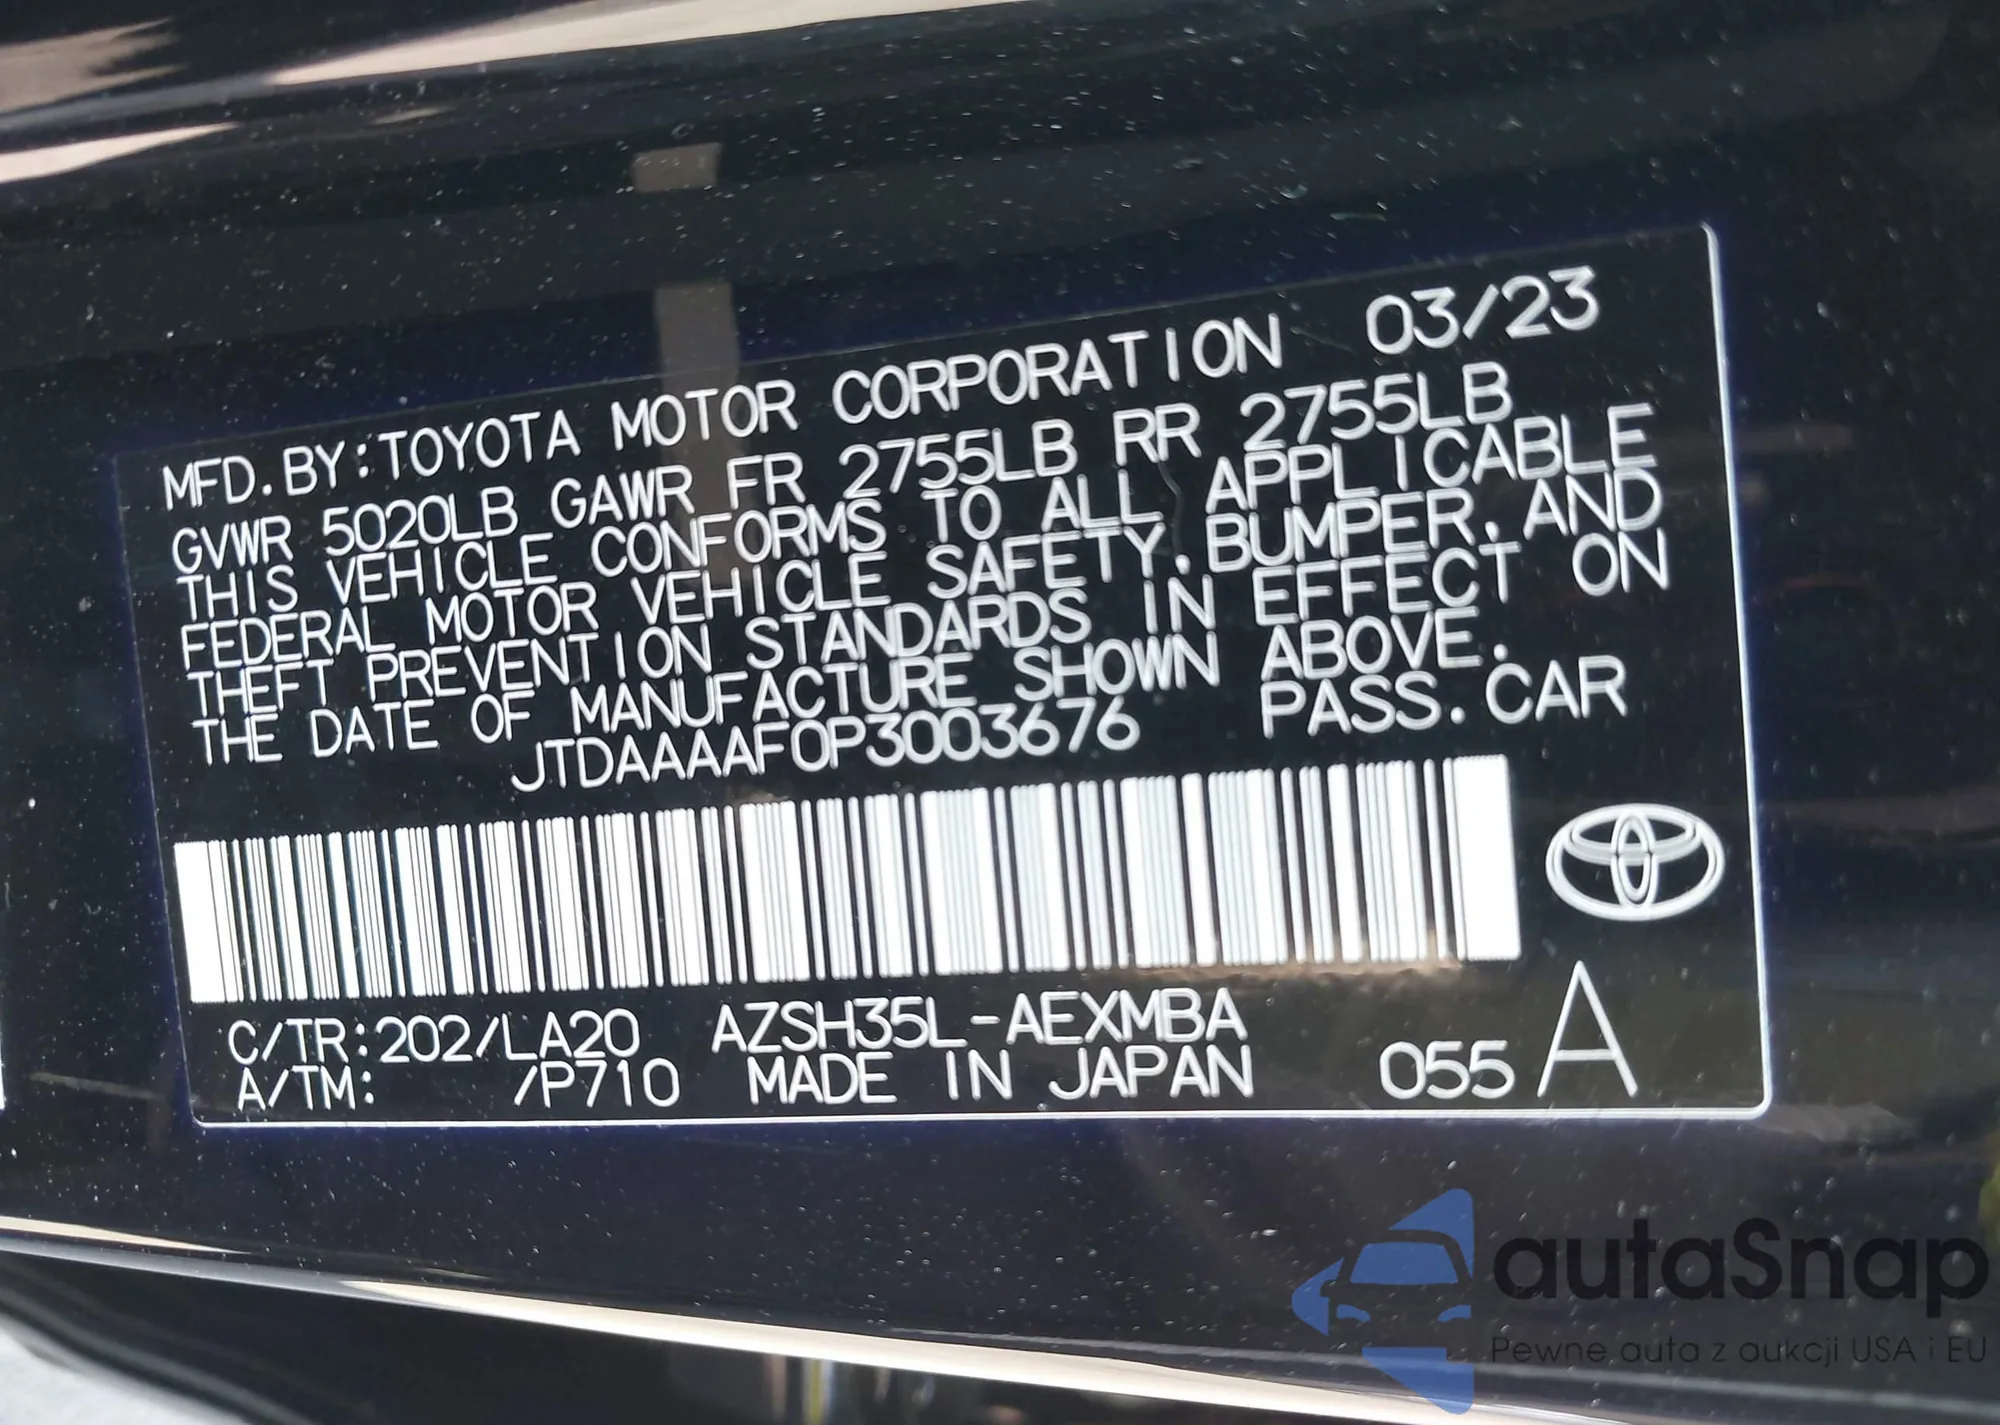 MFD.BY:TOYOTA MOTOR CORPORATION 03/23
GVWR 5020LB GAWR FR 2755LB RR 2755LB
THIS VEHICLE CONFORMS TO ALL APPLICABLE
FEDERAL MOTOR VEHICLE SAFETY,BUMPER,AND
THEFT PREVENTION STANDARDS IN EFFECT ON
THE DATE OF MANUFACTURE SHOWN ABOVE.
JTDAAAAF0P3003676 PASS.CAR
C/TR:202/LA20 AZSH35L-AEXMBA
A/TM: /P710 MADE IN JAPAN 055 A
autaSnap
Pewne auta z aukcji USA i EU